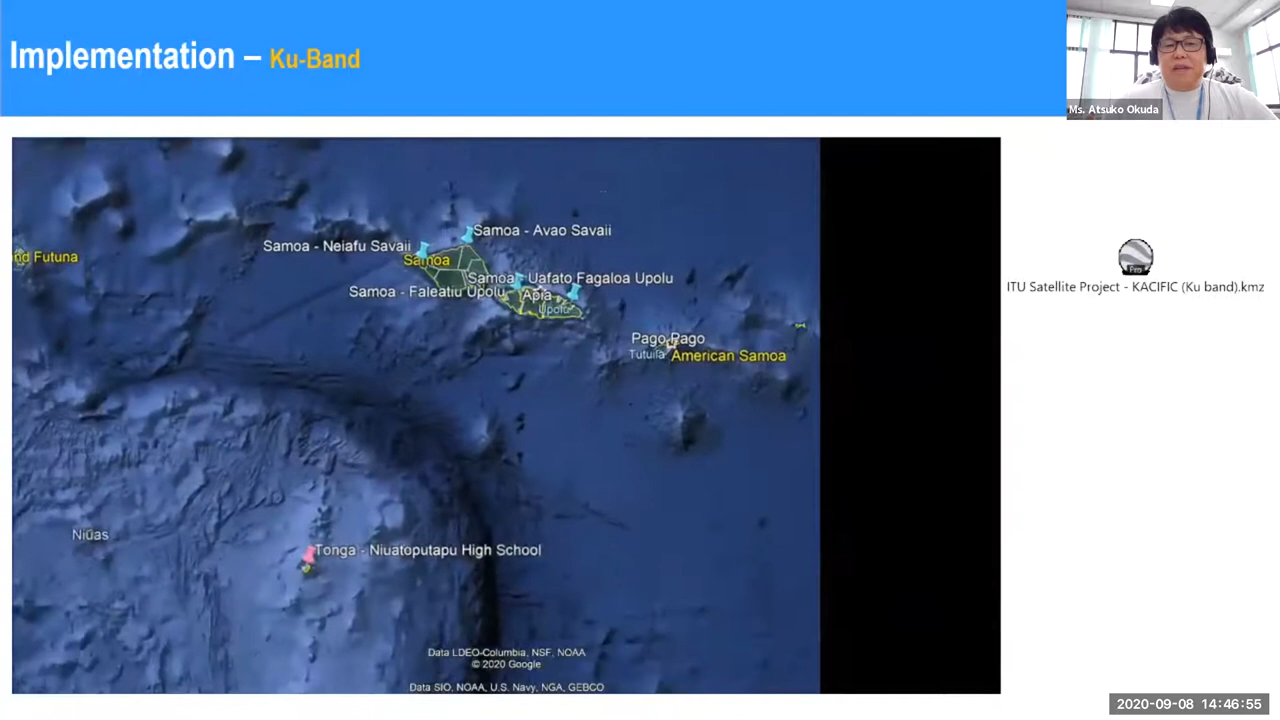 Implementation – Ku-Band
Ms. Atsuko Okuda
Samoa - Avao Savaii
Samoa - Neiafu Savaii
nd Futuna
Samoa
Samoa - Uafato Fagaloa Upolu
Samoa - Faleatiu Upolu
Apia
Upolu
Pago Pago
Tutuila
American Samoa
Pro
ITU Satellite Project - KACIFIC (Ku band).kmz
Niuas
Tonga - Niuatoputapu High School
Data LDEO-Columbia, NSF, NOAA
© 2020 Google
Data SIO, NOAA, U.S. Navy, NGA, GEBCO
2020-09-08 14:46:55